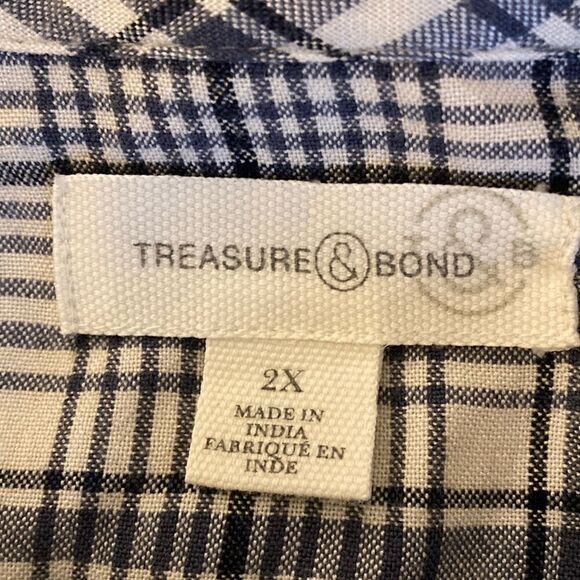 TREASURE & BOND
T & B
2X
MADE IN
INDIA
FABRIQUÉ EN
INDE